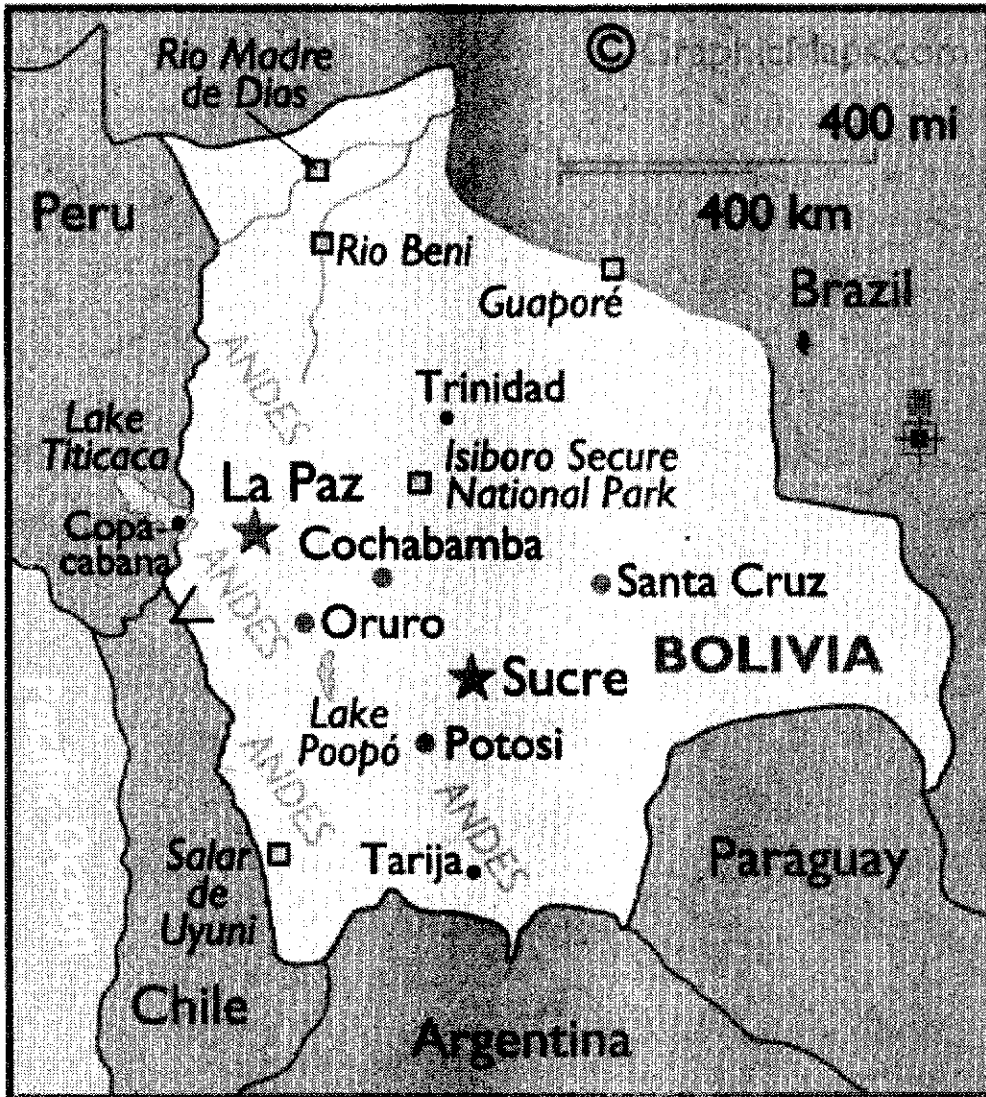 Rio Madre
de Dios
© GraphicMaps.com
400 mi
400 km
Peru
Rio Beni
Guaporé
Brazil
ANDES
Trinidad
Lake
Titicaca
Isiboro Secure
National Park
La Paz
Copa-
cabana
Cochabamba
Santa Cruz
ANDES
Oruro
BOLIVIA
Sucre
Lake
Poopó
Potosi
ANDES
ANDES
Salar
de
Uyuni
Tarija
Paraguay
Chile
Argentina